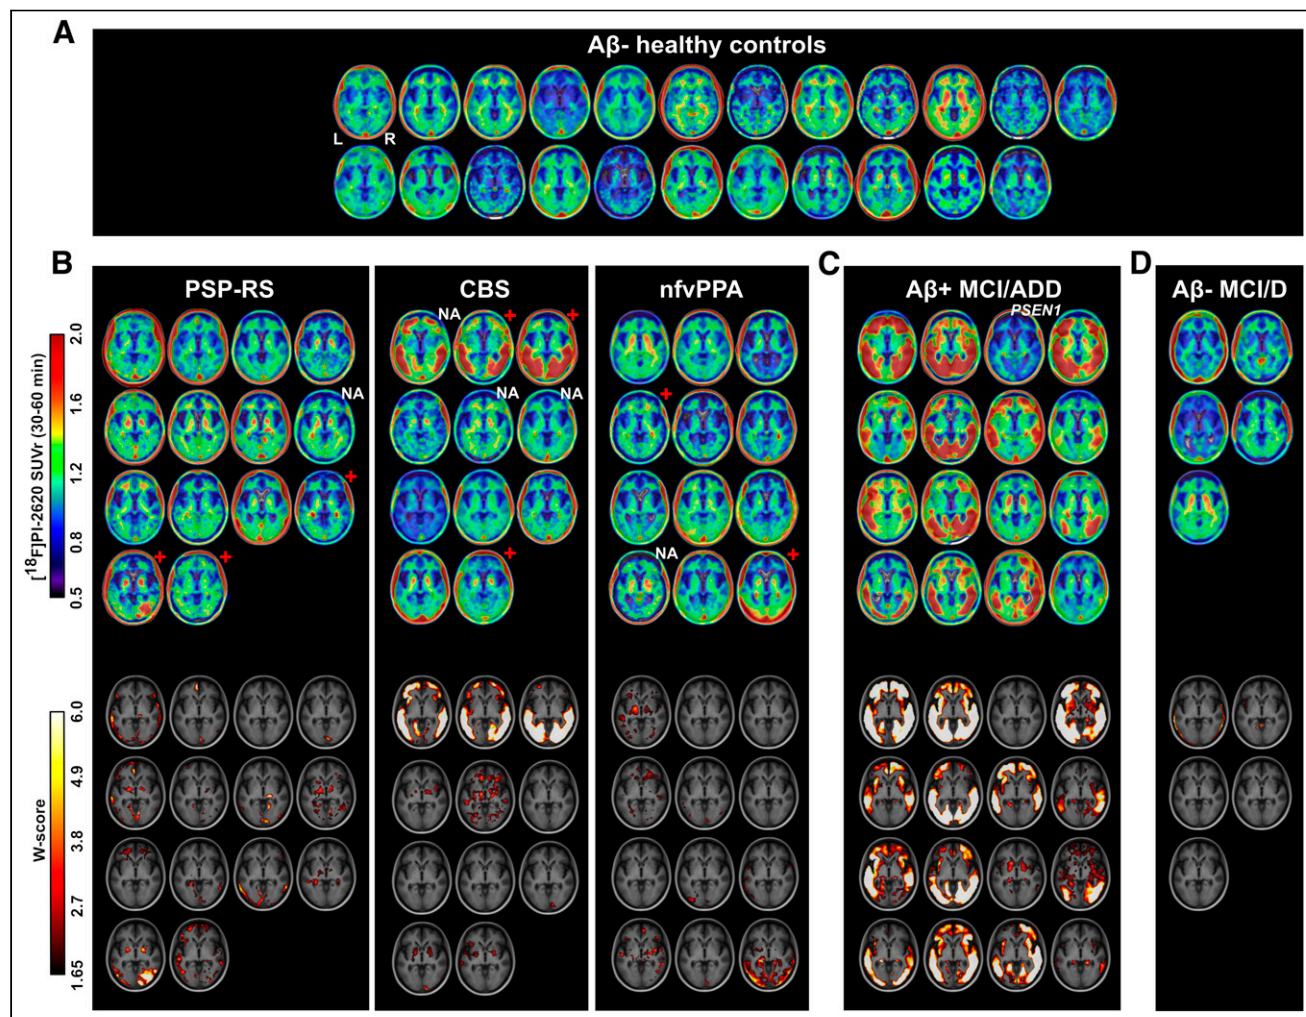 A
Aβ- healthy controls
L R
B
C
D
PSP-RS
CBS
nfvPPA
Aβ+ MCI/ADD
PSEN1
Aβ- MCI/D
NA + +
NA NA NA
+
+
+ + + NA +
[¹⁸F]PI-2620 SUVr (30-60 min)
2.0
1.6
1.2
0.8
0.5
W-score
6.0
4.9
3.8
2.7
1.65